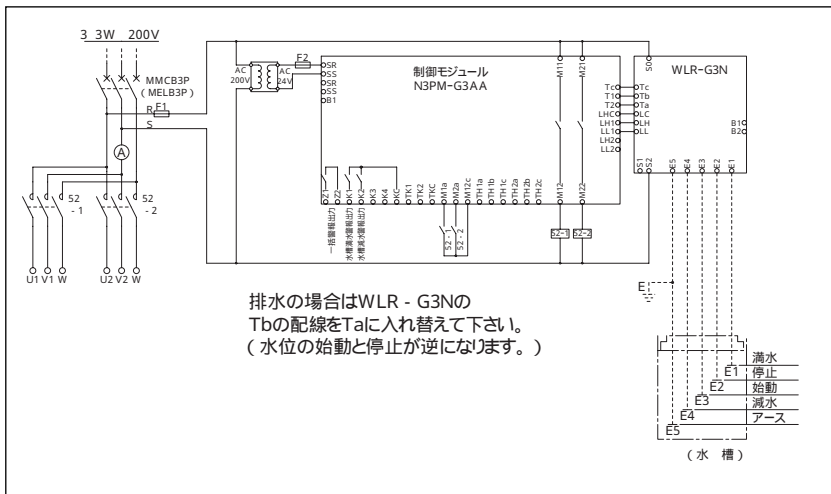 3 3W 200V
MMCB3P
(MELB3P)
R
F1
S
A
52
- 1
52
- 2
U1 V1 W
U2 V2 W
AC
200V
AC
24V
F2
SR
SS
SR
SS
B1
制御モジュール
N3PM-G3AA
M11
M21
Tc
T1
T2
LHC
LH1
LL1
LH2
LL2
Z1
Z2
K1
K2
K3
K4
KC
TK1
TK2
TKC
M1a
M2a
M12c
TH1a
TH1b
TH1c
TH2a
TH2b
TH2c
M12
M22
一括警報出力
水槽満水警報出力
水槽減水警報出力
52 - 1
52 - 2
52-1
52-2
S0
WLR-G3N
Tc
Tb
Ta
LC
LH
LL
B1
B2
S1
S2
E5
E4
E3
E2
E1
E
排水の場合はWLR - G3Nの
Tbの配線をTaに入れ替えて下さい。
( 水位の始動と停止が逆になります。)
満水
E1 停止
E2 始動
E3 減水
E4 アース
E5
( 水 槽 )